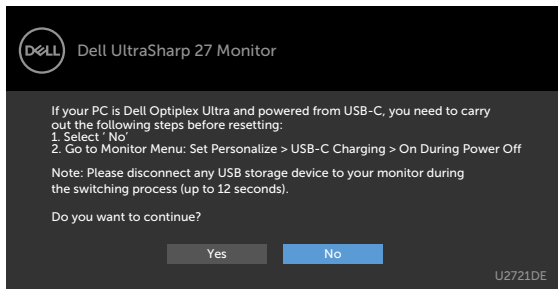 DELL Dell UltraSharp 27 Monitor
If your PC is Dell Optiplex Ultra and powered from USB-C, you need to carry
out the following steps before resetting:
1. Select ‘ No’
2. Go to Monitor Menu: Set Personalize > USB-C Charging > On During Power Off
Note: Please disconnect any USB storage device to your monitor during
the switching process (up to 12 seconds).
Do you want to continue?
Yes No
U2721DE